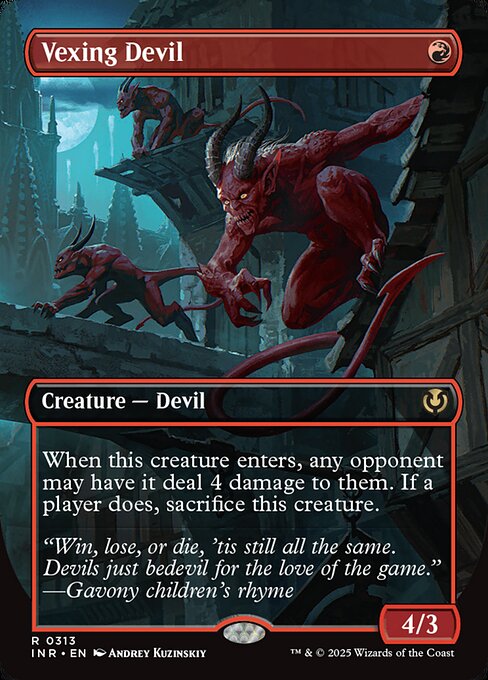 Vexing Devil
Creature — Devil
When this creature enters, any opponent
may have it deal 4 damage to them. If a
player does, sacrifice this creature.
“Win, lose, or die, ’tis still all the same.
Devils just bedevil for the love of the game.”
—Gavony children’s rhyme
4/3
R 0313
INR • EN Andrey Kuzinskiy
™ & © 2025 Wizards of the Coast